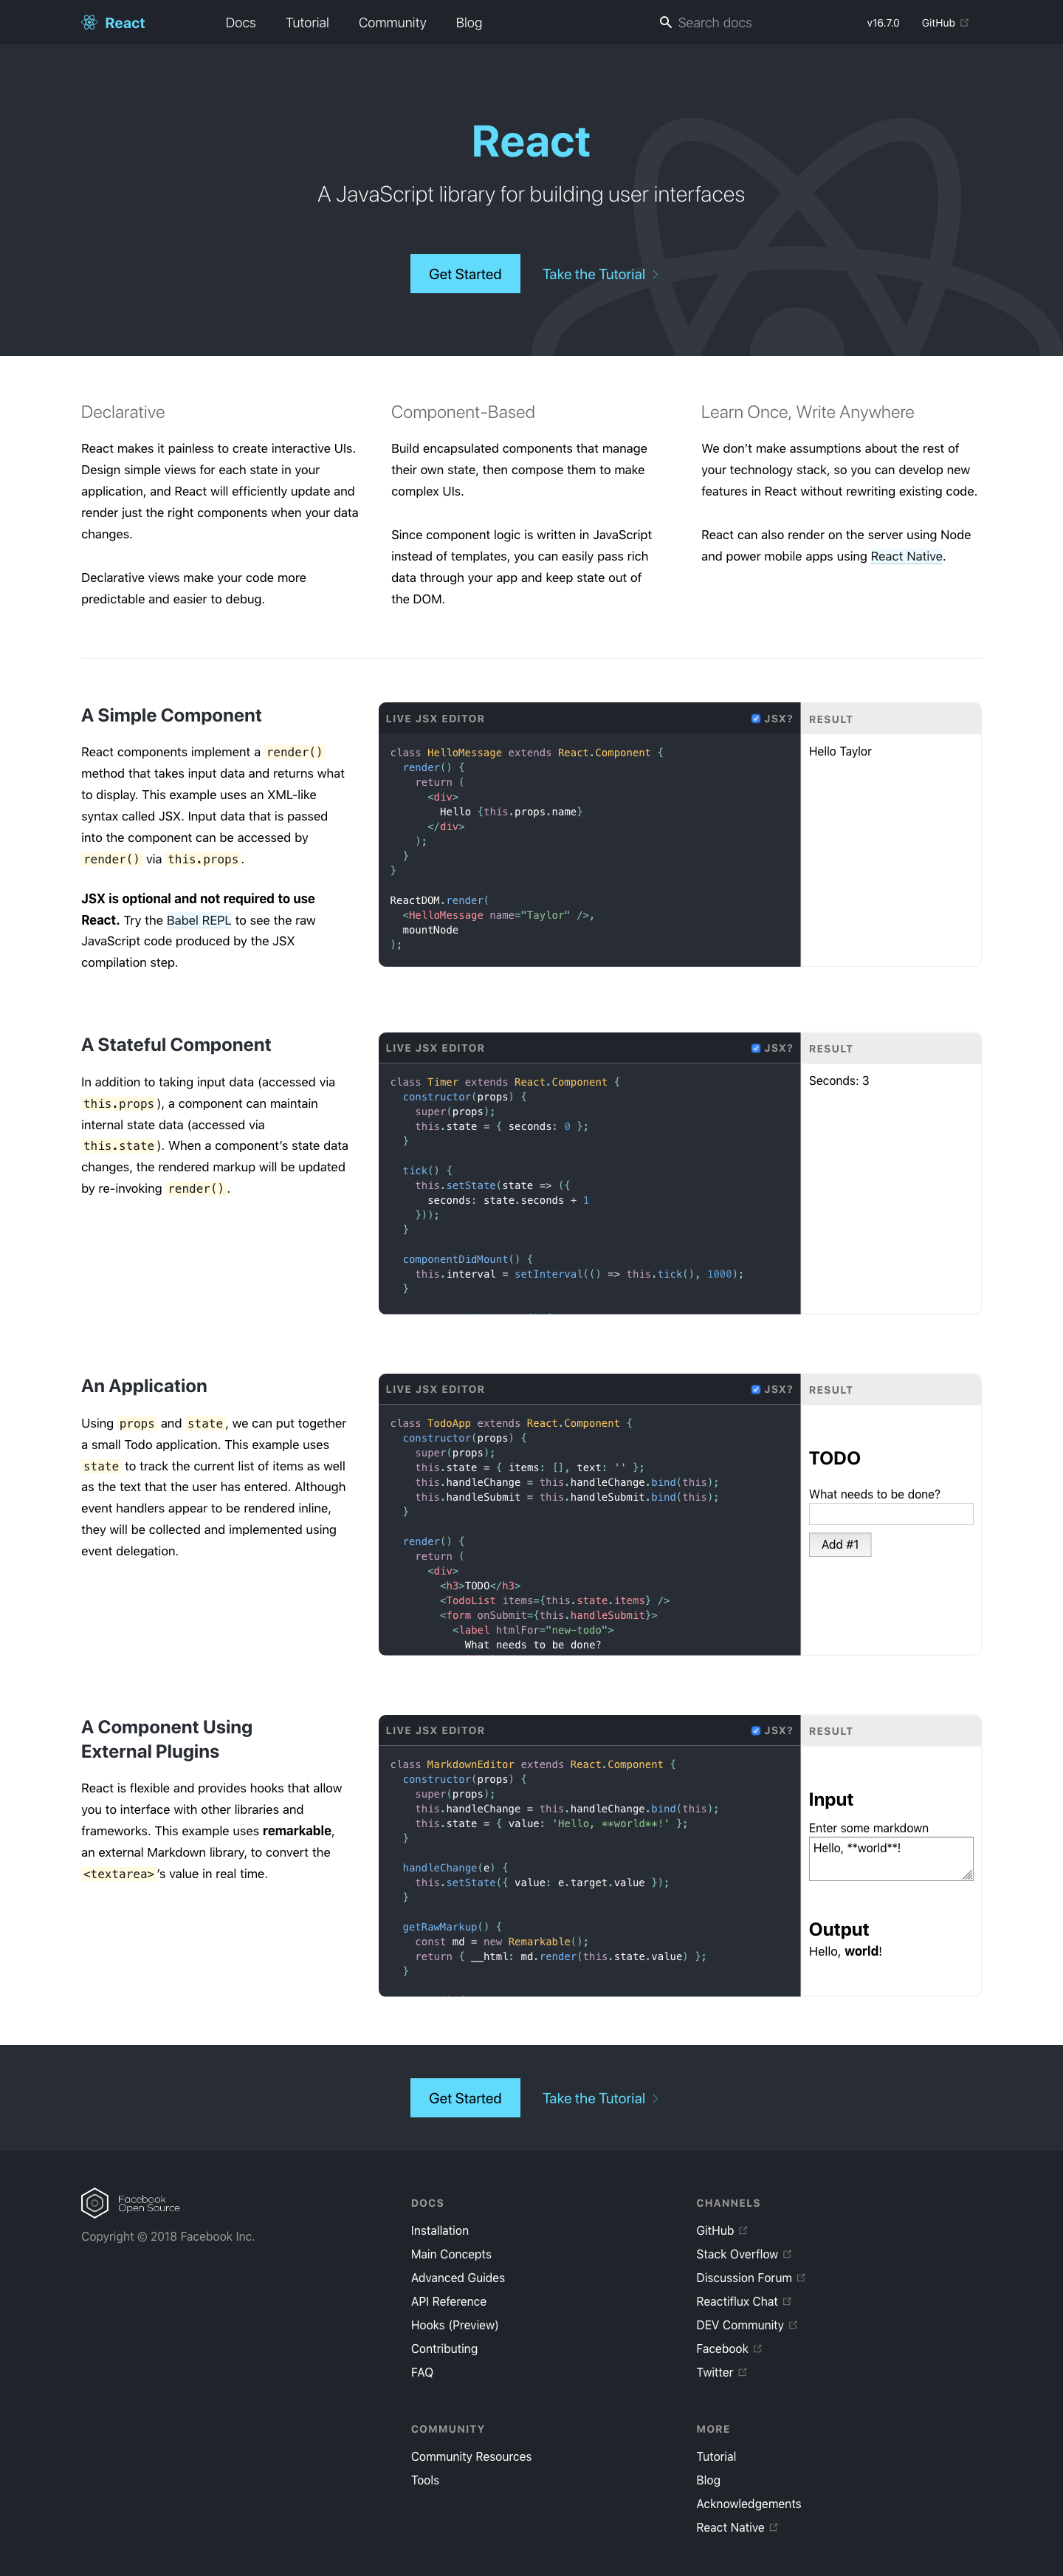 React
Docs
Tutorial
Community
Blog
Search docs
v16.7.0
GitHub
React
A JavaScript library for building user interfaces
Get Started
Take the Tutorial
Declarative
React makes it painless to create interactive UIs.
Design simple views for each state in your
application, and React will efficiently update and
render just the right components when your data
changes.
Declarative views make your code more
predictable and easier to debug.
Component-Based
Build encapsulated components that manage
their own state, then compose them to make
complex UIs.
Since component logic is written in JavaScript
instead of templates, you can easily pass rich
data through your app and keep state out of
the DOM.
Learn Once, Write Anywhere
We don’t make assumptions about the rest of
your technology stack, so you can develop new
features in React without rewriting existing code.
React can also render on the server using Node
and power mobile apps using React Native.
A Simple Component
React components implement a render()
method that takes input data and returns what
to display. This example uses an XML-like
syntax called JSX. Input data that is passed
into the component can be accessed by
render() via this.props.
JSX is optional and not required to use
React. Try the Babel REPL to see the raw
JavaScript code produced by the JSX
compilation step.
LIVE JSX EDITOR
JSX?
class HelloMessage extends React.Component {
render() {
return (
<div>
Hello {this.props.name}
</div>
);
}
}
ReactDOM.render(
<HelloMessage name="Taylor" />,
mountNode
);
RESULT
Hello Taylor
A Stateful Component
In addition to taking input data (accessed via
this.props), a component can maintain
internal state data (accessed via
this.state). When a component’s state data
changes, the rendered markup will be updated
by re-invoking render().
LIVE JSX EDITOR
JSX?
class Timer extends React.Component {
constructor(props) {
super(props);
this.state = { seconds: 0 };
}
tick() {
this.setState(state => ({
seconds: state.seconds + 1
}));
}
componentDidMount() {
this.interval = setInterval(() => this.tick(), 1000);
}
RESULT
Seconds: 3
An Application
Using props and state, we can put together
a small Todo application. This example uses
state to track the current list of items as well
as the text that the user has entered. Although
event handlers appear to be rendered inline,
they will be collected and implemented using
event delegation.
LIVE JSX EDITOR
JSX?
class TodoApp extends React.Component {
constructor(props) {
super(props);
this.state = { items: [], text: '' };
this.handleChange = this.handleChange.bind(this);
this.handleSubmit = this.handleSubmit.bind(this);
}
render() {
return (
<div>
<h3>TODO</h3>
<TodoList items={this.state.items} />
<form onSubmit={this.handleSubmit}>
<label htmlFor="new-todo">
What needs to be done?
RESULT
TODO
What needs to be done?
Add #1
A Component Using
External Plugins
React is flexible and provides hooks that allow
you to interface with other libraries and
frameworks. This example uses remarkable,
an external Markdown library, to convert the
<textarea>’s value in real time.
LIVE JSX EDITOR
JSX?
class MarkdownEditor extends React.Component {
constructor(props) {
super(props);
this.handleChange = this.handleChange.bind(this);
this.state = { value: 'Hello, **world**!' };
}
handleChange(e) {
this.setState({ value: e.target.value });
}
getRawMarkup() {
const md = new Remarkable();
return { __html: md.render(this.state.value) };
}
RESULT
Input
Enter some markdown
Hello, **world**!
Output
Hello, world!
Get Started
Take the Tutorial
Facebook
Open Source
Copyright © 2018 Facebook Inc.
DOCS
Installation
Main Concepts
Advanced Guides
API Reference
Hooks (Preview)
Contributing
FAQ
CHANNELS
GitHub
Stack Overflow
Discussion Forum
Reactiflux Chat
DEV Community
Facebook
Twitter
COMMUNITY
Community Resources
Tools
MORE
Tutorial
Blog
Acknowledgements
React Native